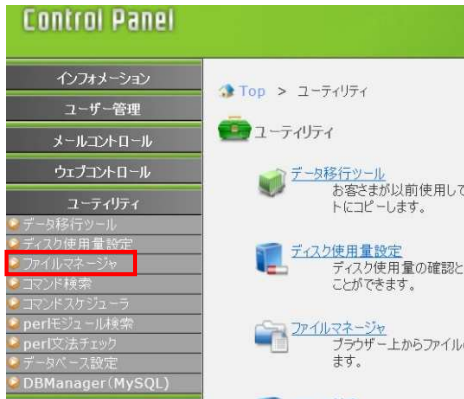 Control Panel
インフォメーション
ユーザー管理
メールコントロール
ウェブコントロール
ユーティリティ
データ移行ツール
ディスク使用量設定
ファイルマネージャ
コマンド検索
コマンドスケジューラ
perlモジュール検索
perl文法チェック
データベース設定
DBManager(MySQL)
Top > ユーティリティ
ユーティリティ
データ移行ツール
お客さまが以前使用して
トにコピーします。
ディスク使用量設定
ディスク使用量の確認と
ことができます。
ファイルマネージャ
ブラウザー上からファイル
ます。